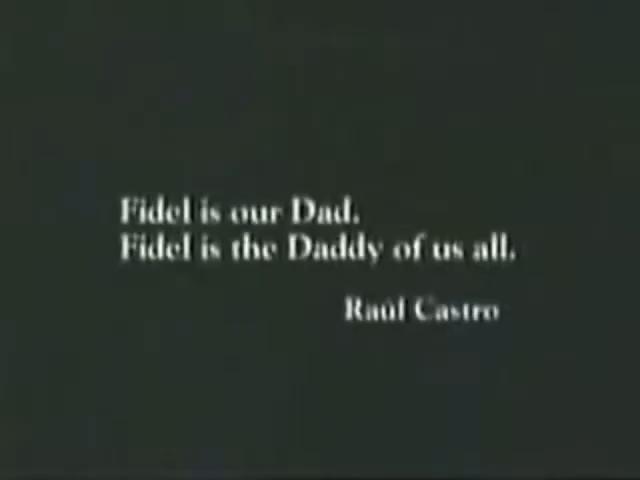 Fidel is our Dad.
Fidel is the Daddy of us all.
Raúl Castro